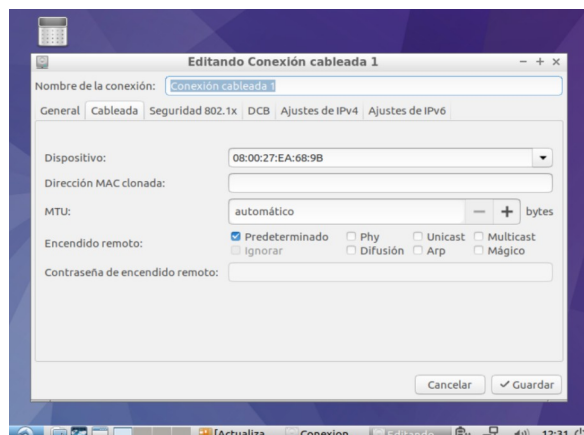 Editando Conexión cableada 1
Nombre de la conexión: Conexión cableada 1
General Cableada Seguridad 802.1x DCB Ajustes de IPv4 Ajustes de IPv6
Dispositivo: 08:00:27:EA:68:9B
Dirección MAC clonada:
MTU: automático bytes
Encendido remoto: Predeterminado Phy Unicast Multicast
Ignorar Difusión Arp Mágico
Contraseña de encendido remoto:
Cancelar Guardar
[Actualiza... Conexion... Editando 12:31